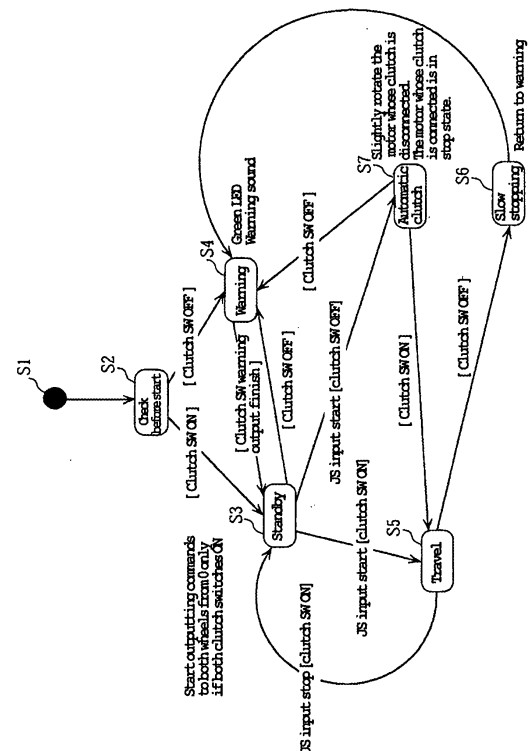 S1
S2
Check
before start
[ Clutch SW ON ]
[ Clutch SW OFF ]
S4
Warning
Green LED
Warning sound
[ Clutch SW warning
output finish ]
[ Clutch SW OFF ]
S3
Standby
Start outputting commands
to both wheels from 0 only
if both clutch switches ON
JS input start [clutch SW OFF]
[ Clutch SW OFF ]
S7
Automatic
clutch
Slightly rotate the
motor whose clutch is
disconnected.
The motor whose clutch
is connected is in
stop state.
JS input start [clutch SW ON]
[ Clutch SW ON ]
JS input stop [clutch SW ON]
S5
Travel
[ Clutch SW OFF ]
S6
Slow
stopping
Return to warning